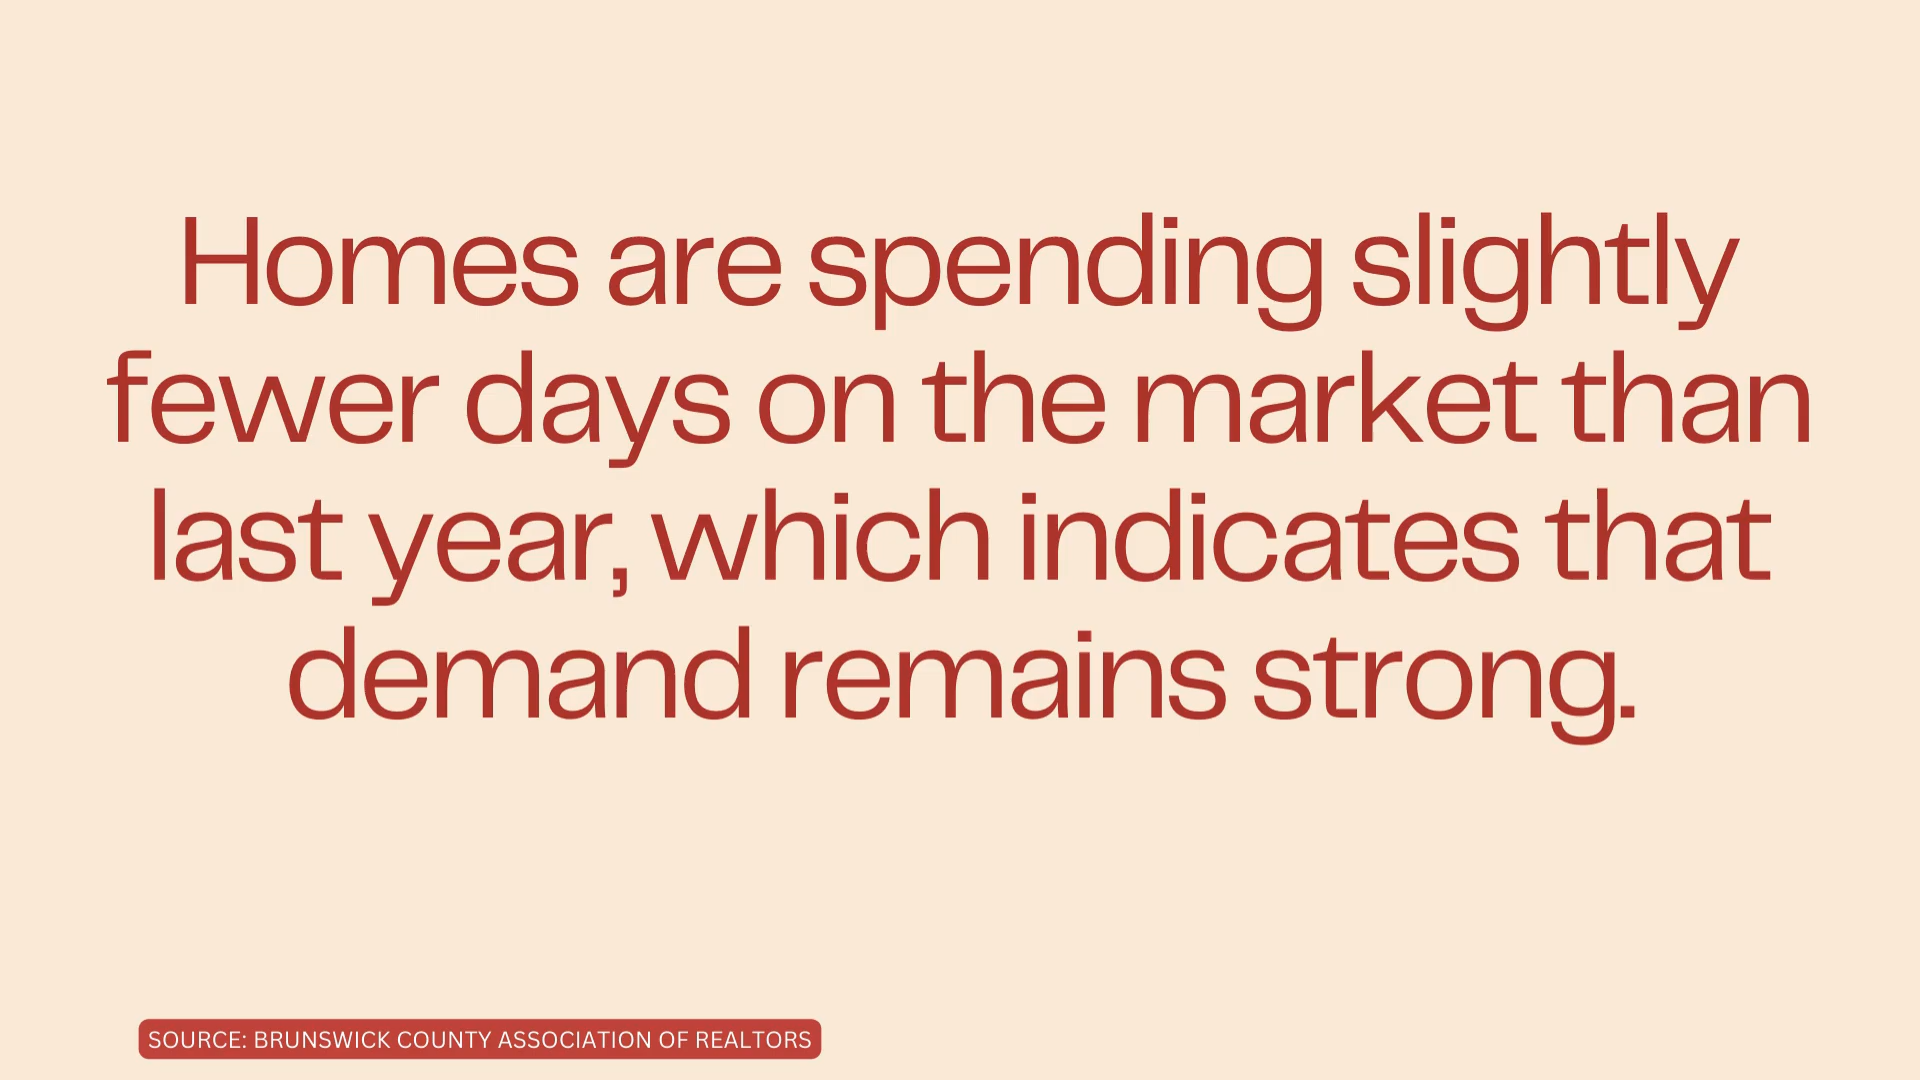 Homes are spending slightly
fewer days on the market than
last year, which indicates that
demand remains strong.
SOURCE: BRUNSWICK COUNTY ASSOCIATION OF REALTORS